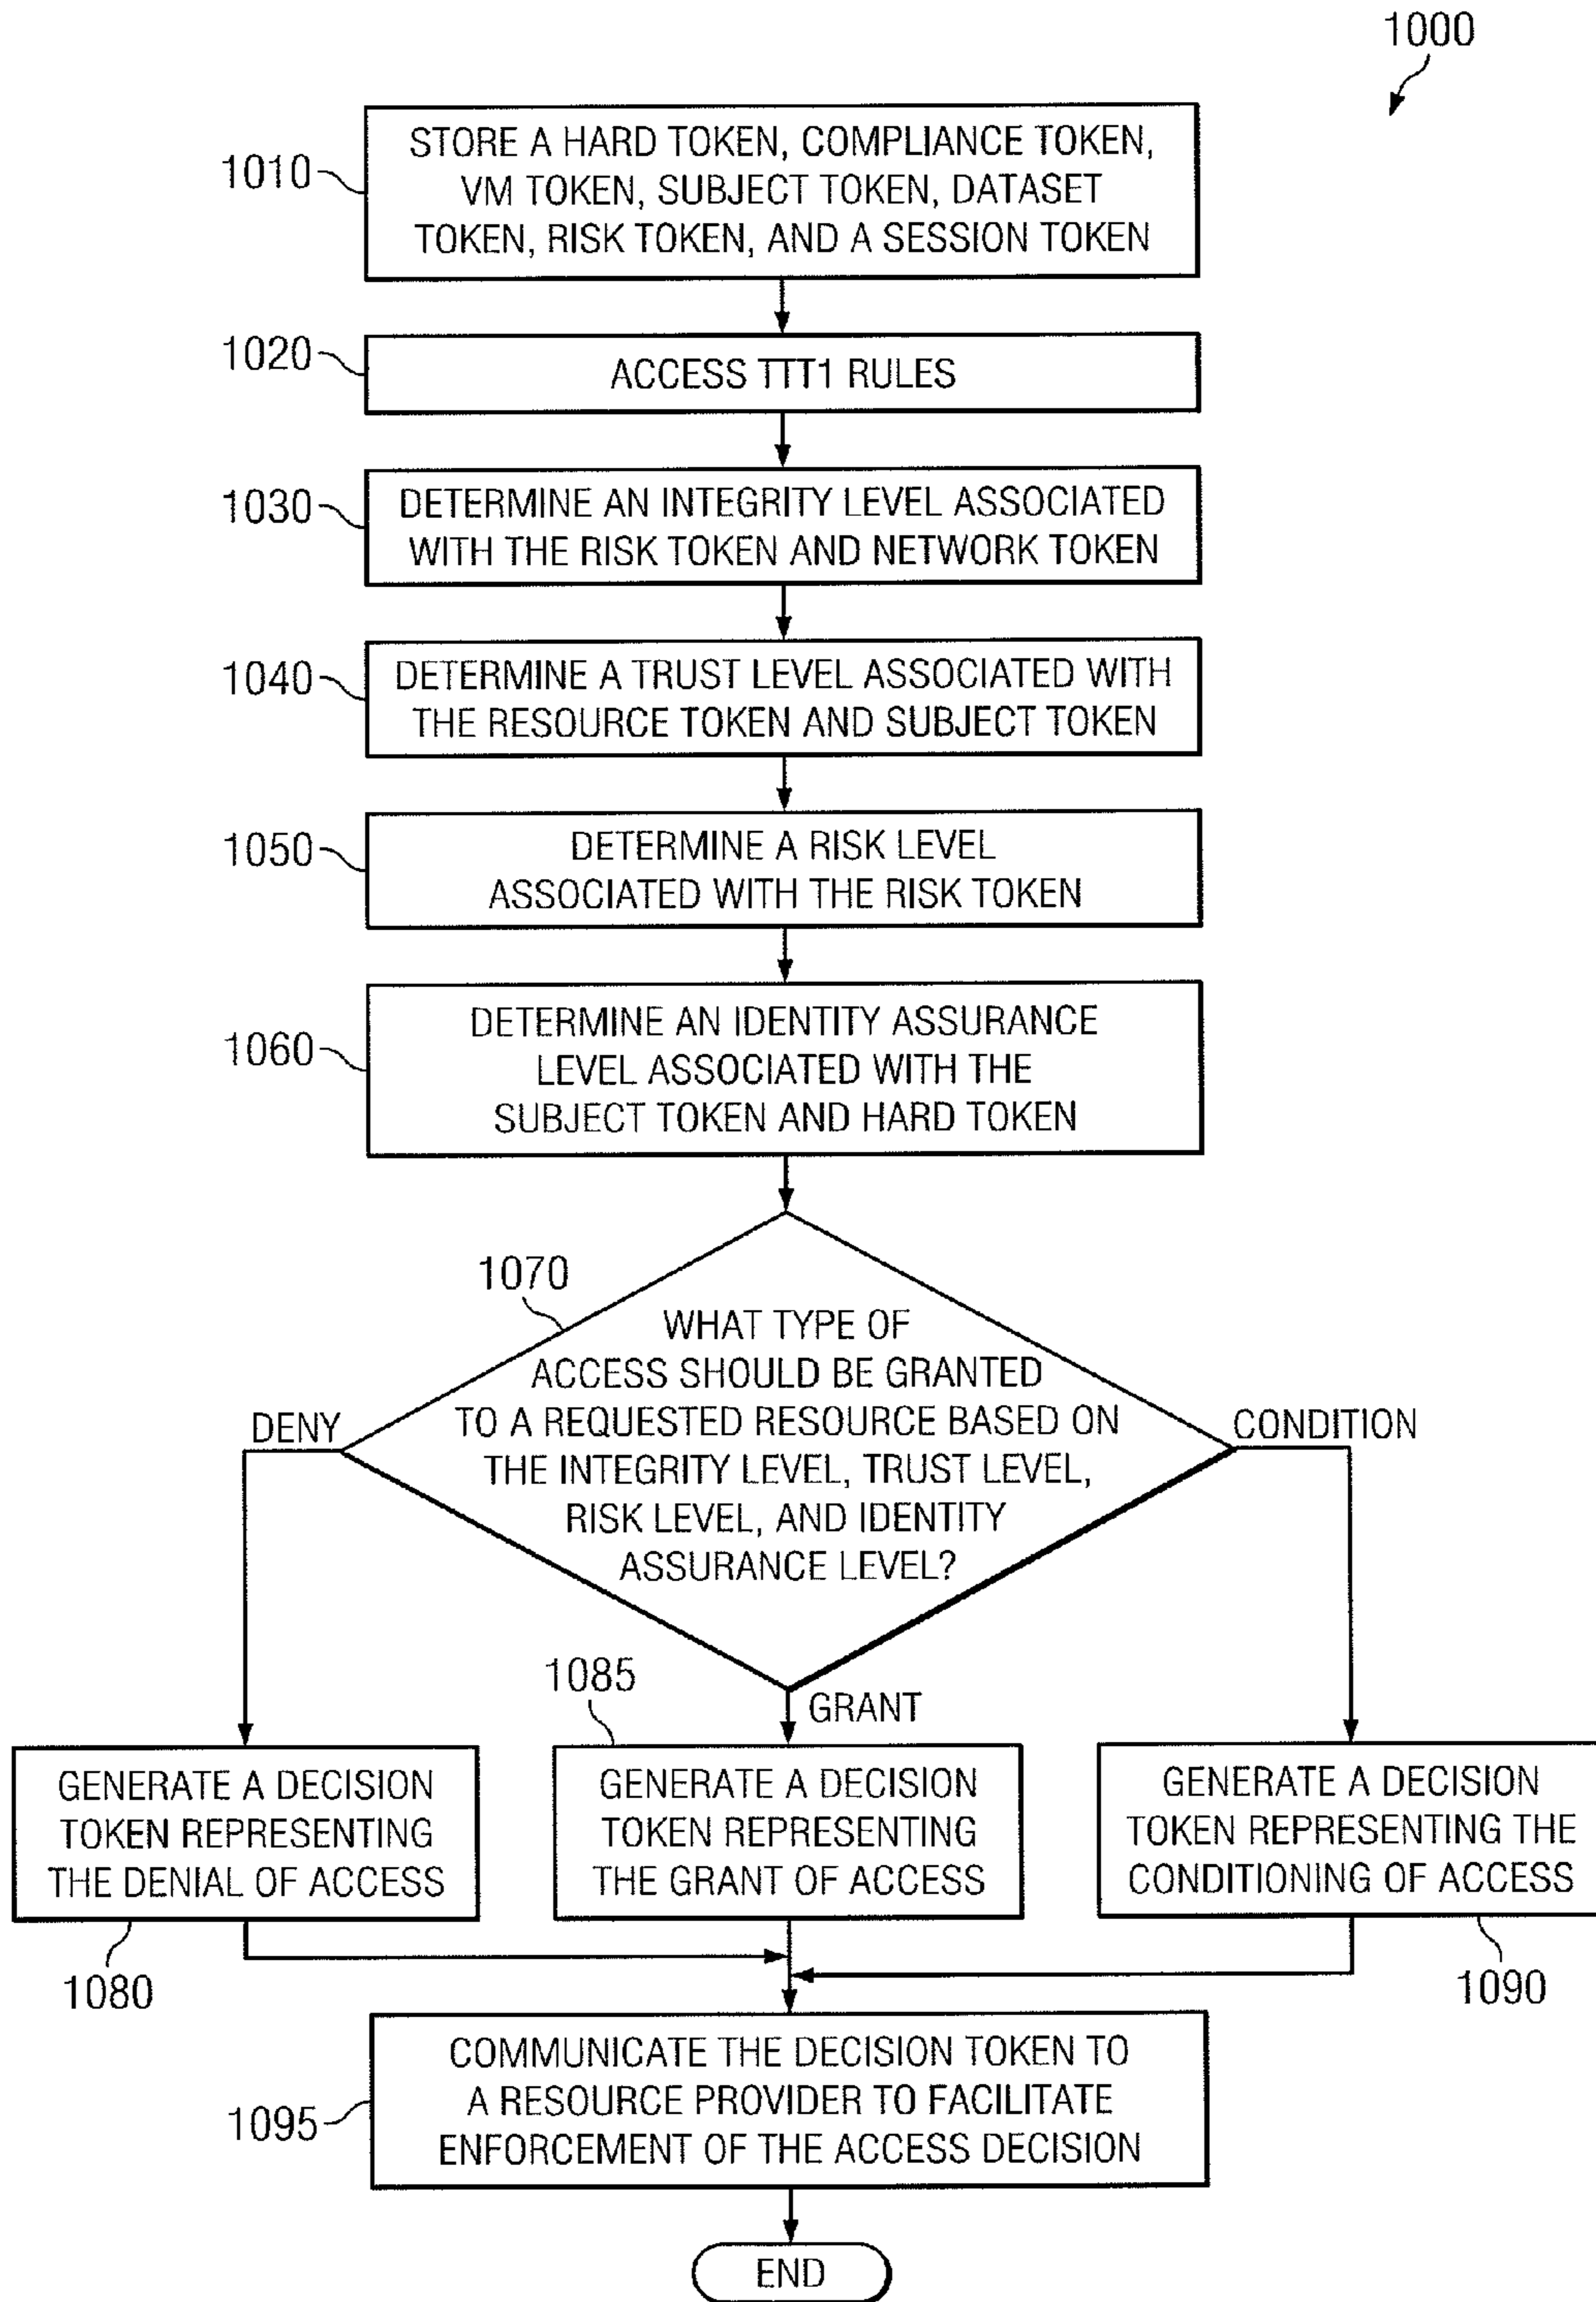 1000
1010
STORE A HARD TOKEN, COMPLIANCE TOKEN,
VM TOKEN, SUBJECT TOKEN, DATASET
TOKEN, RISK TOKEN, AND A SESSION TOKEN
1020
ACCESS TTT1 RULES
1030
DETERMINE AN INTEGRITY LEVEL ASSOCIATED
WITH THE RISK TOKEN AND NETWORK TOKEN
1040
DETERMINE A TRUST LEVEL ASSOCIATED WITH
THE RESOURCE TOKEN AND SUBJECT TOKEN
1050
DETERMINE A RISK LEVEL
ASSOCIATED WITH THE RISK TOKEN
1060
DETERMINE AN IDENTITY ASSURANCE
LEVEL ASSOCIATED WITH THE
SUBJECT TOKEN AND HARD TOKEN
1070
WHAT TYPE OF
ACCESS SHOULD BE GRANTED
TO A REQUESTED RESOURCE BASED ON
THE INTEGRITY LEVEL, TRUST LEVEL,
RISK LEVEL, AND IDENTITY
ASSURANCE LEVEL?
DENY
CONDITION
GRANT
1085
GENERATE A DECISION
TOKEN REPRESENTING
THE DENIAL OF ACCESS
1080
GENERATE A DECISION
TOKEN REPRESENTING
THE GRANT OF ACCESS
GENERATE A DECISION
TOKEN REPRESENTING THE
CONDITIONING OF ACCESS
1090
1095
COMMUNICATE THE DECISION TOKEN TO
A RESOURCE PROVIDER TO FACILITATE
ENFORCEMENT OF THE ACCESS DECISION
END